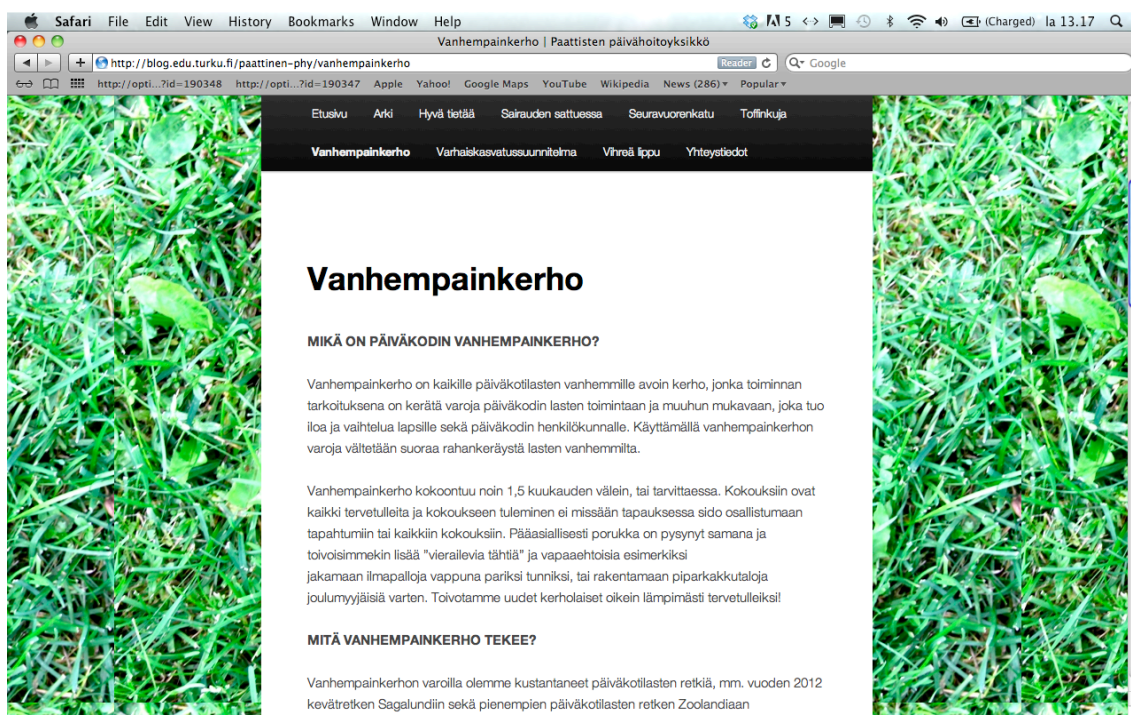 Safari File Edit View History Bookmarks Window Help 5 (Charged) la 13.17
Vanhempainkerho | Paattisten päivähoitoyksikkö
http://blog.edu.turku.fi/paattinen-phy/vanhempainkerho Reader Google
http://opti...?id=190348 http://opti...?id=190347 Apple Yahoo! Google Maps YouTube Wikipedia News (286) Popular
Etusivu Arki Hyvä tietää Sairauden sattuessa Seuravuorenkatu Toffinkuja
Vanhempainkerho Varhaiskasvatussuunnitelma Vihreä lippu Yhteystiedot
Vanhempainkerho
MIKÄ ON PÄIVÄKODIN VANHEMPAINKERHO?
Vanhempainkerho on kaikille päiväkotilasten vanhemmille avoin kerho, jonka toiminnan
tarkoituksena on kerätä varoja päiväkodin lasten toimintaan ja muuhun mukavaan, joka tuo
iloa ja vaihtelua lapsille sekä päiväkodin henkilökunnalle. Käyttämällä vanhempainkerhon
varoja vältetään suoraa rahankeräystä lasten vanhemmilta.
Vanhempainkerho kokoontuu noin 1,5 kuukauden välein, tai tarvittaessa. Kokouksiin ovat
kaikki tervetulleita ja kokoukseen tuleminen ei missään tapauksessa sido osallistumaan
tapahtumiin tai kaikkiin kokouksiin. Pääasiallisesti porukka on pysynyt samana ja
toivoisimmekin lisää "vierailevia tähtiä" ja vapaaehtoisia esimerkiksi
jakamaan ilmapalloja vappuna pariksi tunniksi, tai rakentamaan piparkakkutaloja
joulumyyjäisiä varten. Toivotamme uudet kerholaiset oikein lämpimästi tervetulleiksi!
MITÄ VANHEMPAINKERHO TEKEE?
Vanhempainkerhon varoilla olemme kustantaneet päiväkotilasten retkiä, mm. vuoden 2012
kevätretken Sagalundiin sekä pienempien päiväkotilasten retken Zoolandiaan